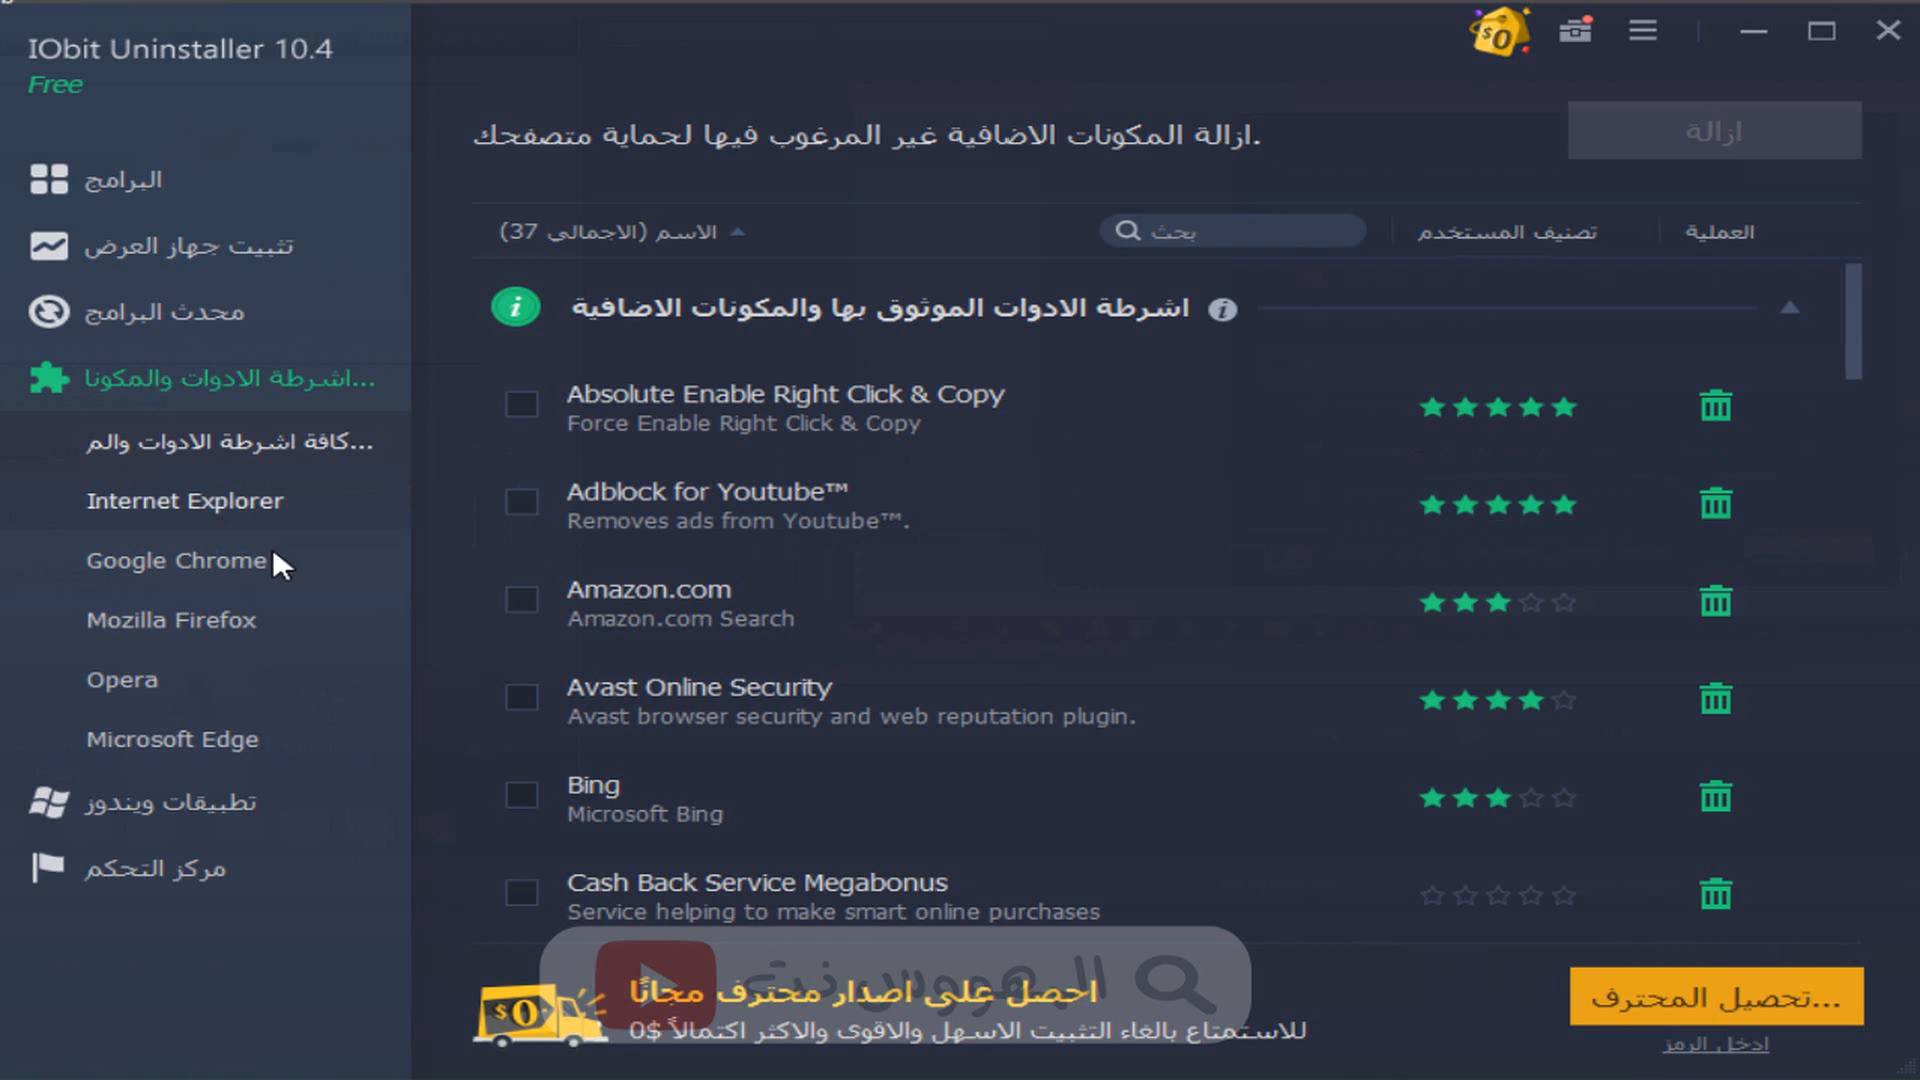 IObit Uninstaller 10.4
Free
البرامج
تثبيت جهاز العرض
محدث البرامج
اشرطة الادوات والمكونا...
كافة اشرطة الادوات والم...
Internet Explorer
Google Chrome
Mozilla Firefox
Opera
Microsoft Edge
تطبيقات ويندوز
مركز التحكم
ازالة المكونات الاضافية غير المرغوب فيها لحماية متصفحك.
ازالة
الاسم (الاجمالي 37)
بحث
تصنيف المستخدم
العملية
اشرطة الادوات الموثوق بها والمكونات الاضافية
Absolute Enable Right Click & Copy
Force Enable Right Click & Copy
Adblock for Youtube™
Removes ads from Youtube™.
Amazon.com
Amazon.com Search
Avast Online Security
Avast browser security and web reputation plugin.
Bing
Microsoft Bing
Cash Back Service Megabonus
Service helping to make smart online purchases
المهووس نت
$0
احصل على اصدار محترف مجانًا
للاستمتاع بالغاء التثبيت الاسهل والاقوى والاكثر اكتمالاً $0
تحصيل المحترف...
ادخل الرمز
$0